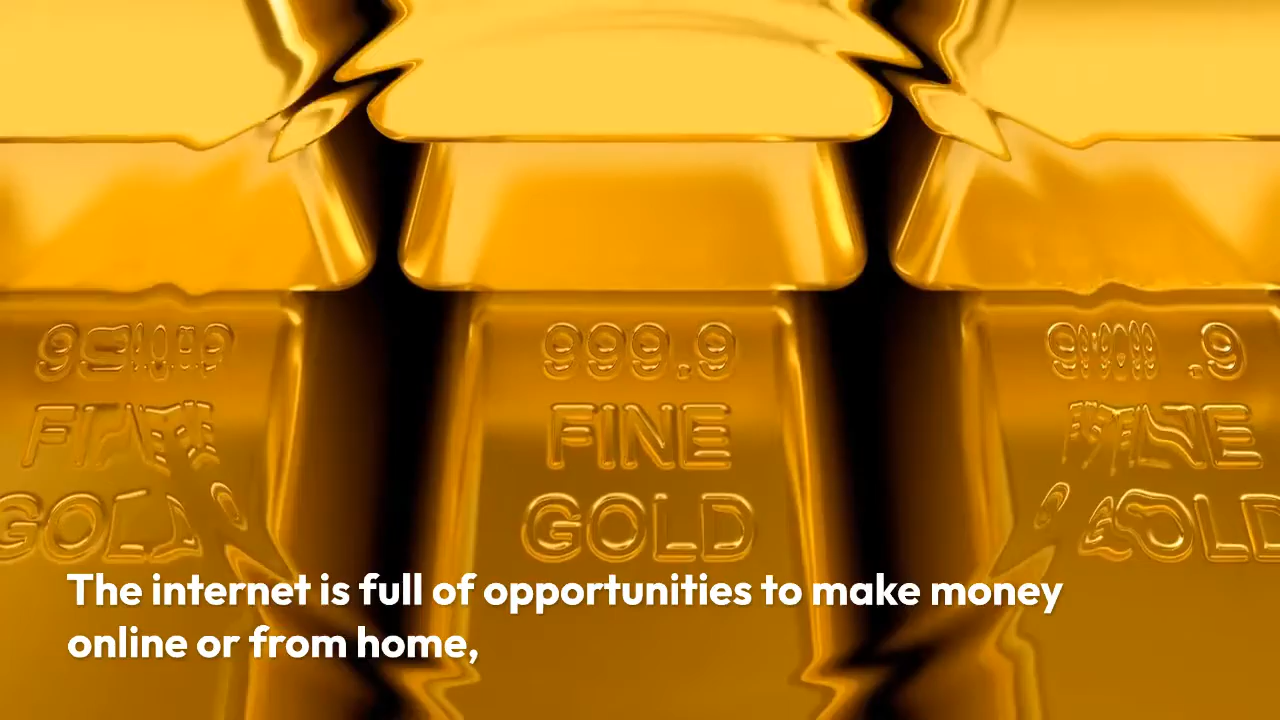 999.9
FINE
GOLD
The internet is full of opportunities to make money
online or from home,